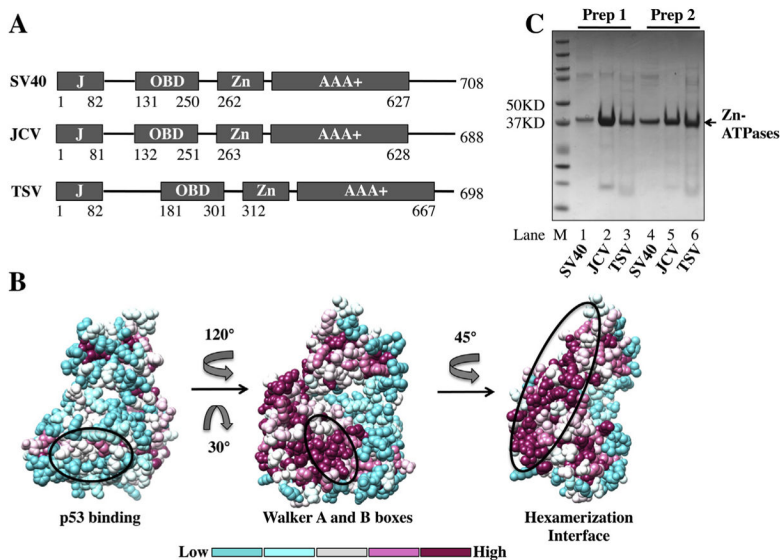 A
SV40 J OBD Zn AAA+ 708
1 82 131 250 262 627
JCV J OBD Zn AAA+ 688
1 81 132 251 263 628
TSV J OBD Zn AAA+ 698
1 82 181 301 312 667
C
Prep 1 Prep 2
50KD
37KD
Zn-
ATPases
Lane M 1 2 3 4 5 6
SV40 JCV TSV SV40 JCV TSV
B
120°
30°
45°
p53 binding
Walker A and B boxes
Hexamerization
Interface
Low High